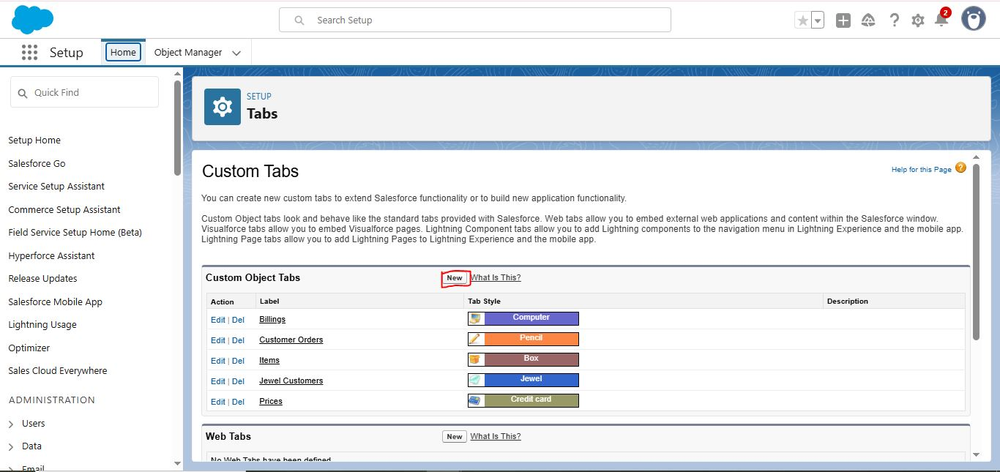 Search Setup
2
Setup Home Object Manager
Quick Find
Setup Home
Salesforce Go
Service Setup Assistant
Commerce Setup Assistant
Field Service Setup Home (Beta)
Hyperforce Assistant
Release Updates
Salesforce Mobile App
Lightning Usage
Optimizer
Sales Cloud Everywhere
ADMINISTRATION
Users
Data
Email
SETUP
Tabs
Custom Tabs
Help for this Page ?
You can create new custom tabs to extend Salesforce functionality or to build new application functionality.
Custom Object tabs look and behave like the standard tabs provided with Salesforce. Web tabs allow you to embed external web applications and content within the Salesforce window.
Visualforce tabs allow you to embed Visualforce pages. Lightning Component tabs allow you to add Lightning components to the navigation menu in Lightning Experience and the mobile app.
Lightning Page tabs allow you to add Lightning Pages to Lightning Experience and the mobile app.
Custom Object Tabs New What Is This?
Action Label Tab Style Description
Edit | Del Billings Computer
Edit | Del Customer Orders Pencil
Edit | Del Items Box
Edit | Del Jewel Customers Jewel
Edit | Del Prices Credit card
Web Tabs New What Is This?
No Web Tabs have been defined